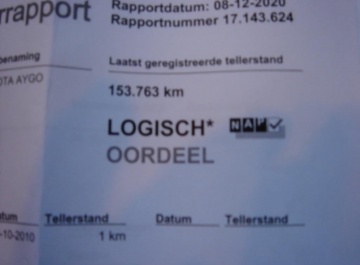 rrapport
Rapportdatum: 08-12-2020
Rapportnummer 17.143.624
benaming
Laatst geregistreerde tellerstand
OTA AYGO
153.763 km
LOGISCH* NAP
OORDEEL
atum Tellerstand Datum Tellerstand
-10-2010 1 km